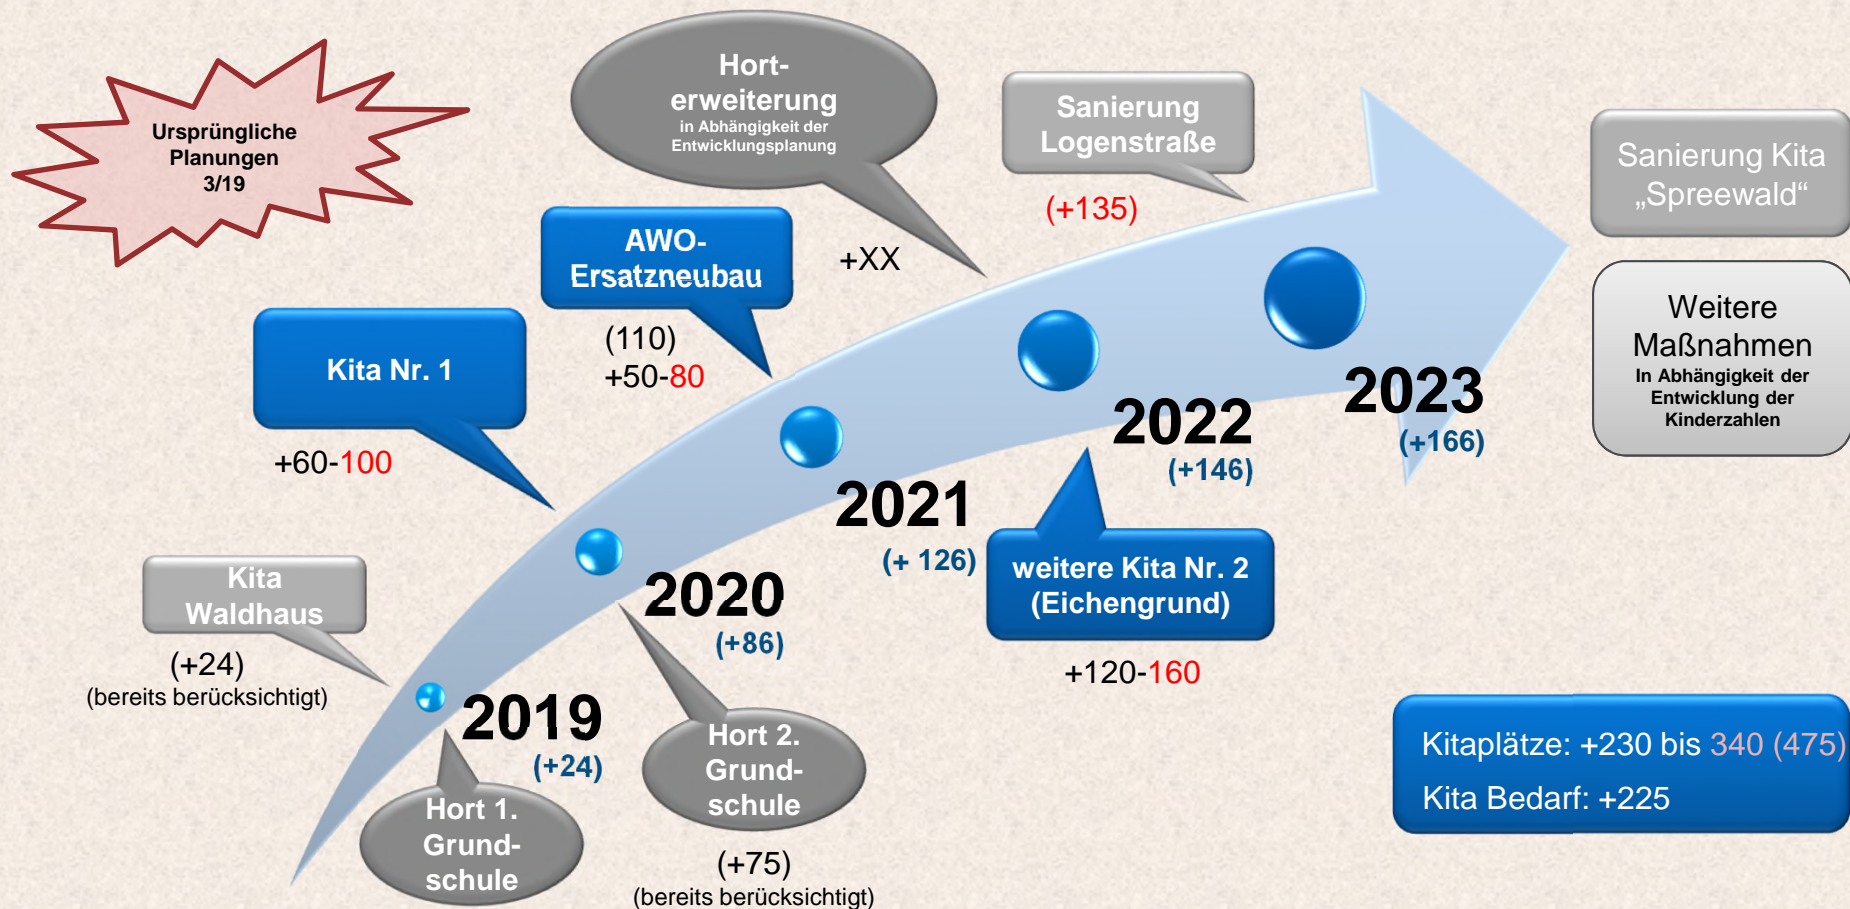 Ursprüngliche
Planungen
3/19
Hort-
erweiterung
in Abhängigkeit der
Entwicklungsplanung
+XX
Sanierung
Logenstraße
(+135)
Sanierung Kita
„Spreewald“
Weitere
Maßnahmen
In Abhängigkeit der
Entwicklung der
Kinderzahlen
AWO-
Ersatzneubau
(110)
+50-80
Kita Nr. 1
+60-100
Kita
Waldhaus
(+24)
(bereits berücksichtigt)
2019
(+24)
2020
(+86)
2021
(+ 126)
2022
(+146)
2023
(+166)
weitere Kita Nr. 2
(Eichengrund)
+120-160
Hort 1.
Grund-
schule
Hort 2.
Grund-
schule
(+75)
(bereits berücksichtigt)
Kitaplätze: +230 bis 340 (475)
Kita Bedarf: +225